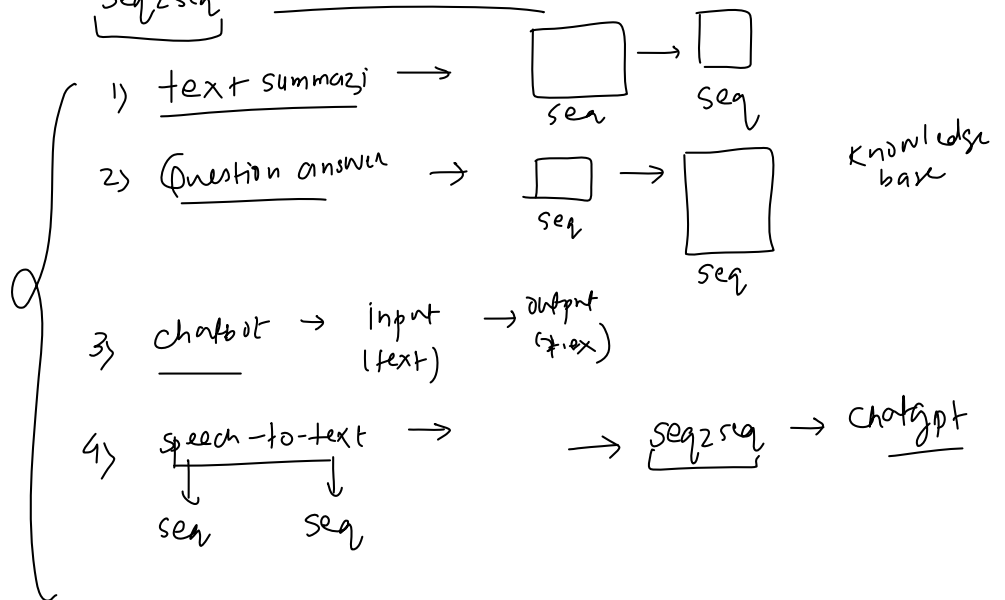 seq2seq
1) text summazi → seq → seq
2) Question answer → seq → seq
Knowledge
base
3) chatbot → input → output
(text)
4) speech-to-text → → seq2seq → chatgpt
seq seq